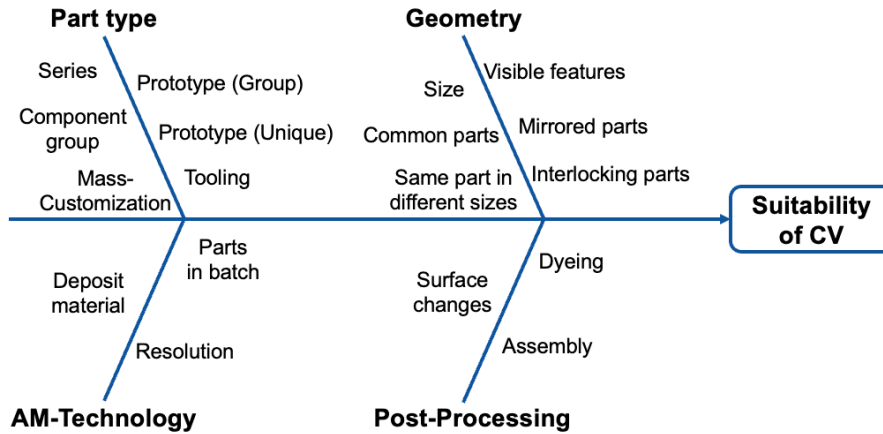 Part type
Series
Prototype (Group)
Component
group
Prototype (Unique)
Mass-
Customization
Tooling
Geometry
Visible features
Size
Common parts
Mirrored parts
Same part in
different sizes
Interlocking parts
Suitability
of CV
Parts
in batch
Deposit
material
Resolution
AM-Technology
Dyeing
Surface
changes
Assembly
Post-Processing